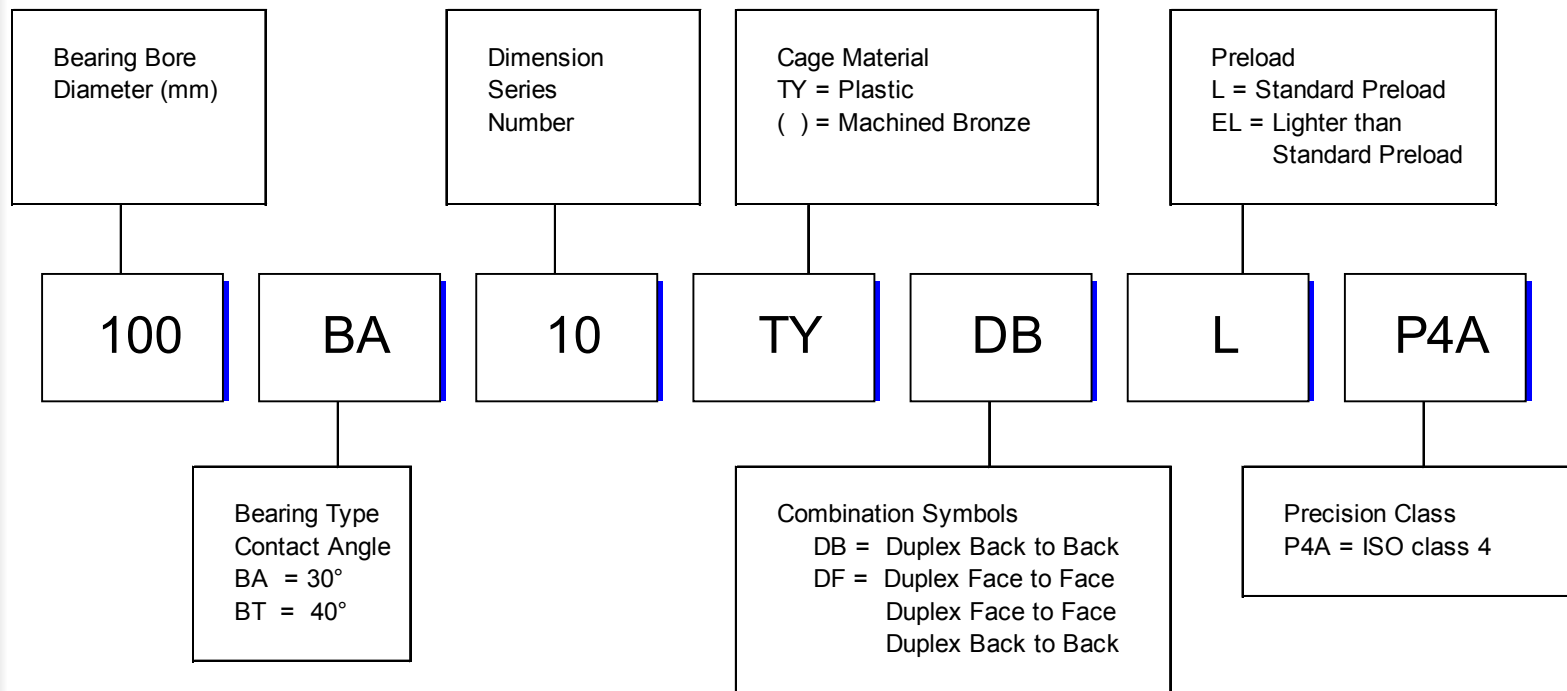 Bearing Bore
Diameter (mm)
Dimension
Series
Number
Cage Material
TY = Plastic
( ) = Machined Bronze
Preload
L = Standard Preload
EL = Lighter than
Standard Preload
100
BA
10
TY
DB
L
P4A
Bearing Type
Contact Angle
BA = 30°
BT = 40°
Combination Symbols
DB = Duplex Back to Back
DF = Duplex Face to Face
Duplex Face to Face
Duplex Back to Back
Precision Class
P4A = ISO class 4